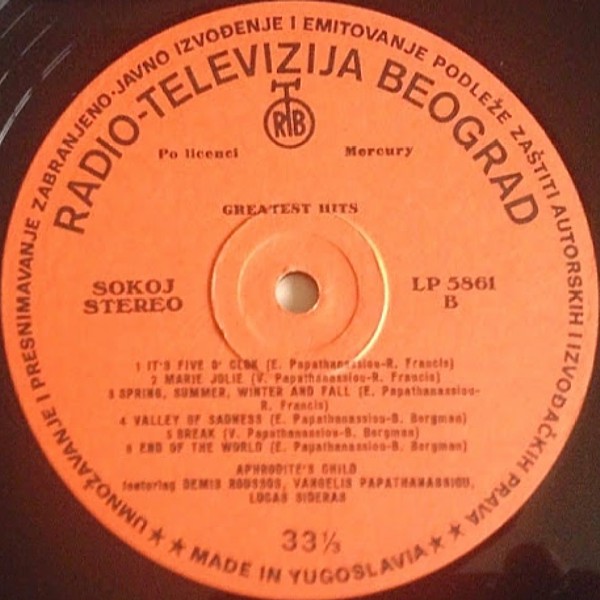 UMNOŽAVANJE I PRESNIMAVANJE ZABRANJENO-JAVNO IZVOĐENJE I EMITOVANJE PODLEŽE ZAŠTITI AUTORSKIH I IZVOĐAČKIH PRAVA
RADIO-TELEVIZIJA BEOGRAD
RTB
Po licenci Mercury
GREATEST HITS
SOKOJ LP 5861
STEREO B
1 IT'S FIVE O' CLOK (E. Papathanassiou-R. Francis)
2 MARIE JOLIE (V. Papathanassiou-R. Francis)
3 SPRING, SUMMER, WINTER AND FALL (E. Papathanassiou-
R. Francis)
4 VALLEY OF SADNESS (E. Papathanassiou-B. Bergman)
5 BREAK (V. Papathanassiou-B. Bergman)
6 END OF THE WORLD (E. Papathanassiou-B. Bergman)
APHRODITE'S CHILD
featoring DEMIS ROUSSOS, VANGELIS PAPATHANASSIOU,
LUCAS SIDERAS
33⅓
★ ★ MADE IN YUGOSLAVIA ★ ★